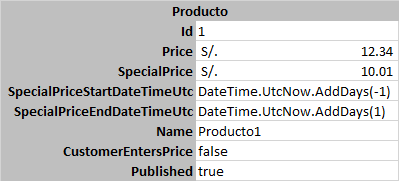 Producto
Id 1
Price S/. 12.34
SpecialPrice S/. 10.01
SpecialPriceStartDateTimeUtc DateTime.UtcNow.AddDays(-1)
SpecialPriceEndDateTimeUtc DateTime.UtcNow.AddDays(1)
Name Producto1
CustomerEntersPrice false
Published true